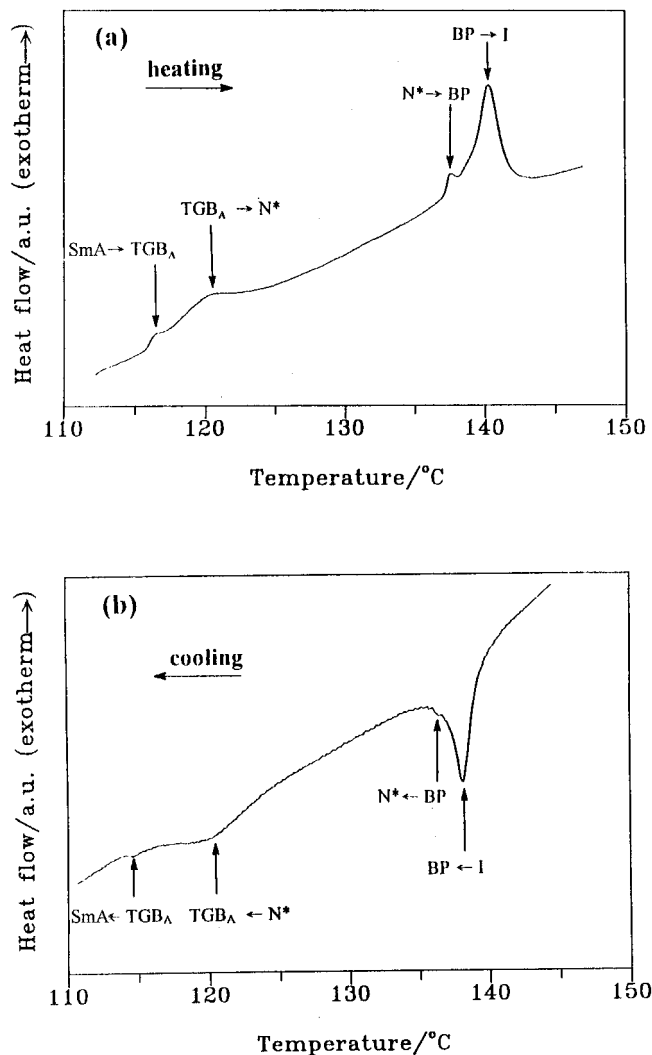 (a)
BP → I
heating
N* → BP
TGB_A → N*
SmA → TGB_A
Heat flow/a.u. (exotherm→)
110 120 130 140 150
Temperature/°C
(b)
cooling
N* ← BP
BP ← I
SmA ← TGB_A TGB_A ← N*
Heat flow/a.u. (exotherm→)
110 120 130 140 150
Temperature/°C